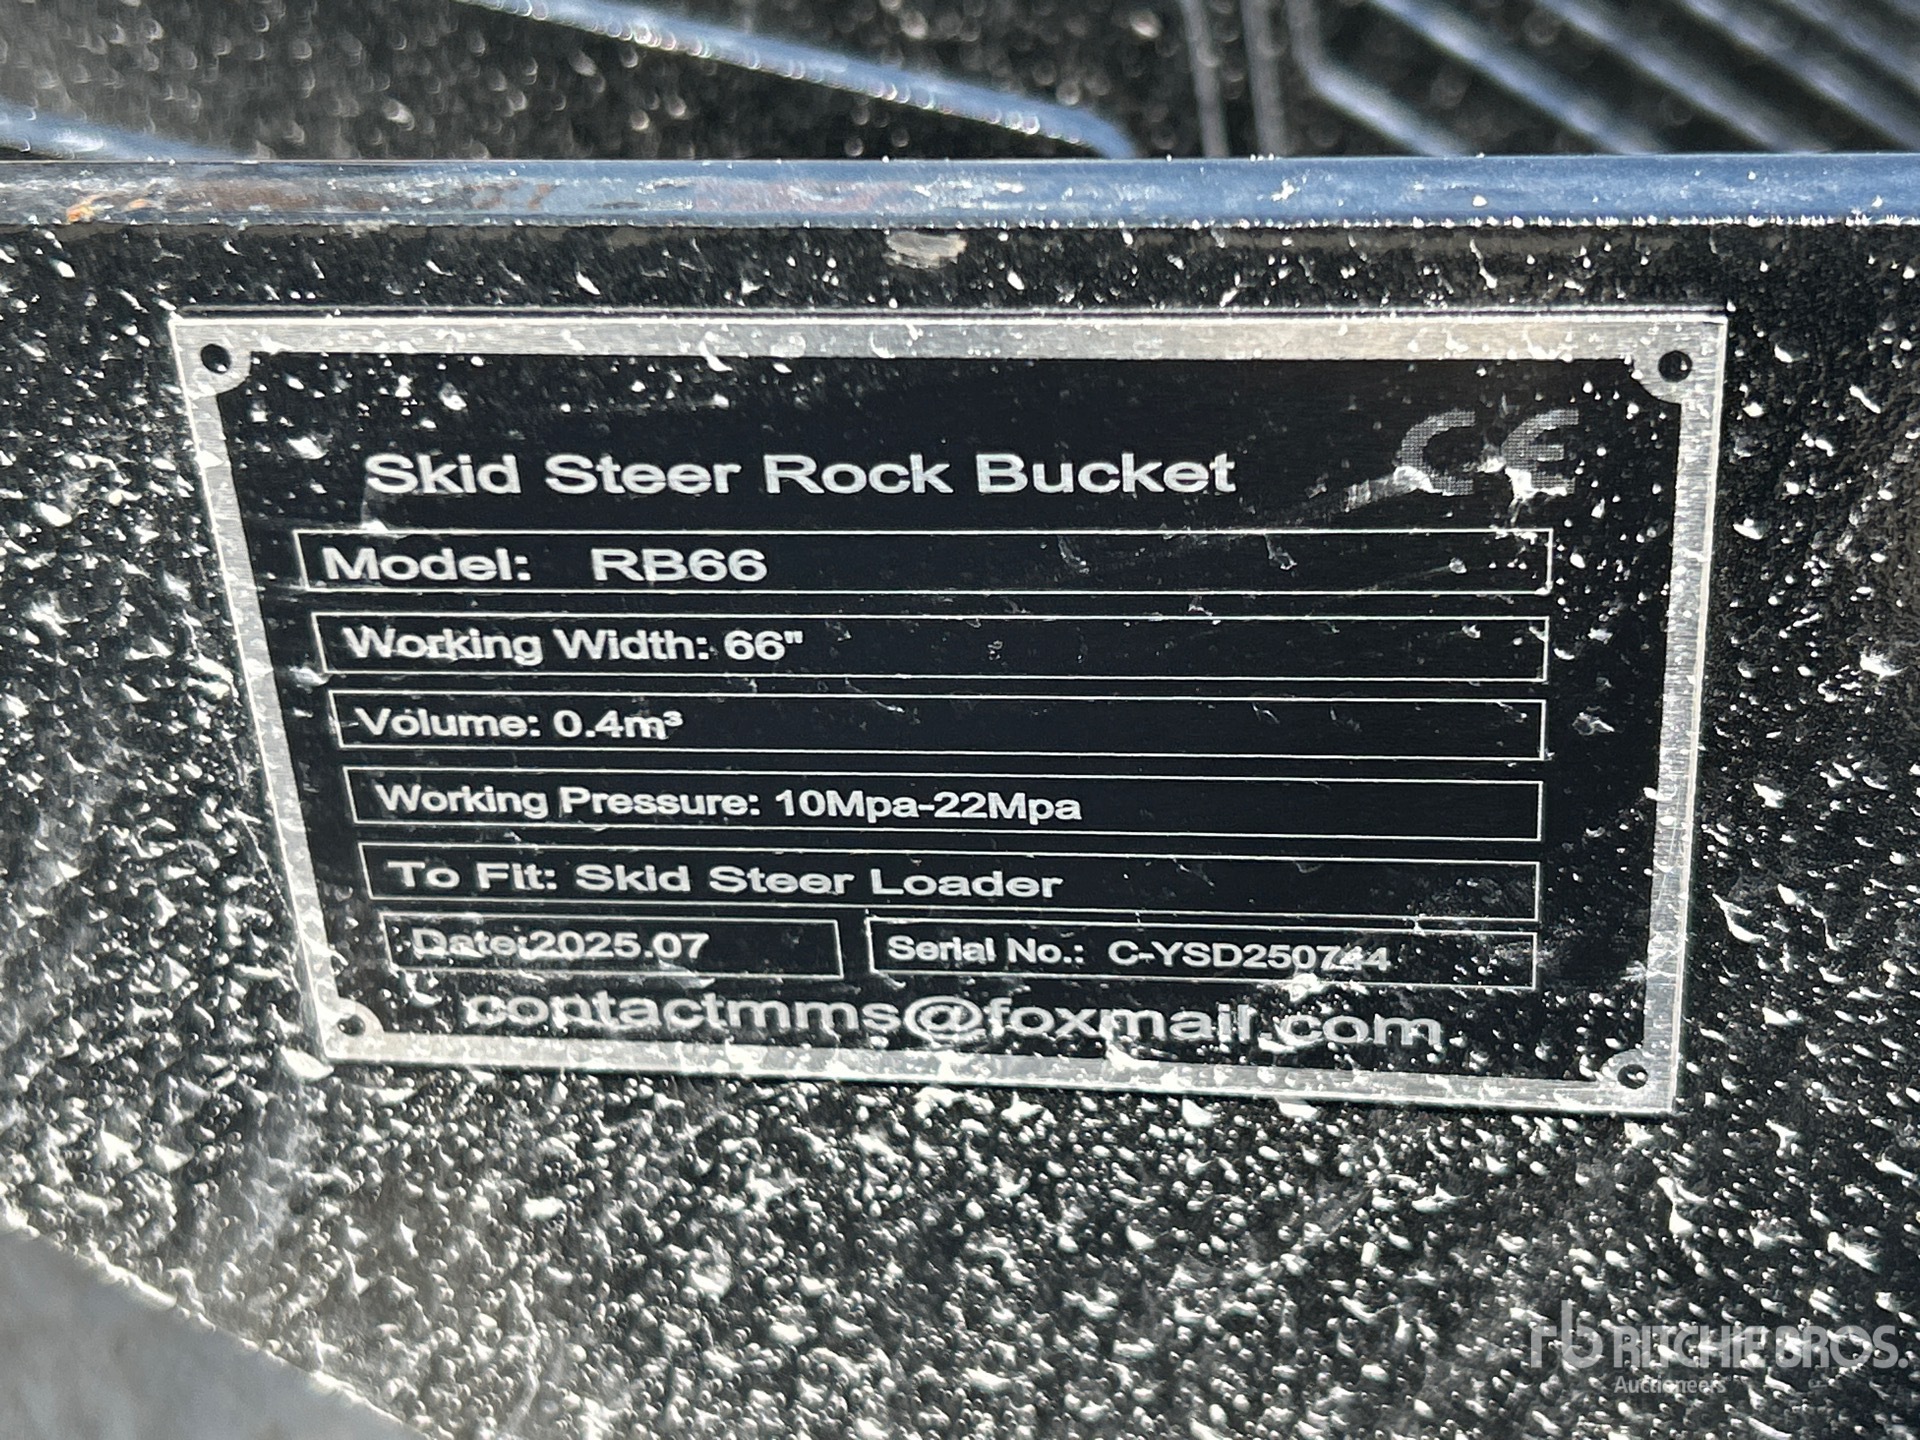 CE
Skid Steer Rock Bucket
Model: RB66
Working Width: 66"
Volume: 0.4m³
Working Pressure: 10Mpa-22Mpa
To Fit: Skid Steer Loader
Date:2025.07
Serial No.: C-YSD250744
contactmms@foxmail.com
rb RITCHIE BROS.
Auctioneers